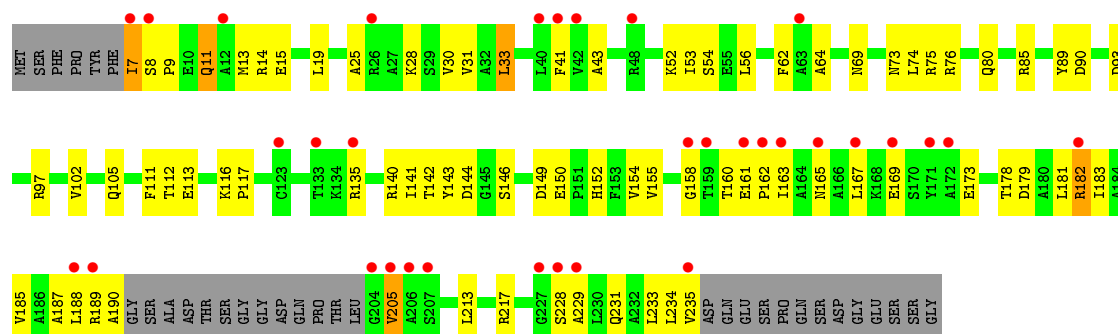 MET SER PHE PRO TYR PHE I7 S8 P9 E10 Q11 A12 M13 R14 E15 L19 A25 R26 A27 K28 S29 V30 V31 A32 L33 L40 F41 V42 A43 R48 K52 I53 S54 E55 L56 F62 A63 A64 N69 N73 L74 R75 R76 Q80 R85 Y89 D90 D93
R97 V102 Q105 F111 T112 E113 K116 P117 C123 T133 K134 R135 R140 I141 T142 Y143 D144 G145 S146 D149 E150 P151 H152 F153 V154 V155 G158 T159 T160 E161 P162 I163 A164 N165 A166 L167 K168 E169 S170 Y171 A172 E173 T178 D179 A180 L181 R182 I183 A184
V185 A186 A187 L188 R189 A190 GLY SER ALA ASP THR SER GLY GLY ASP GLN PRO THR LEU G204 V205 A206 S207 L213 R217 G227 S228 A229 L230 Q231 A232 L233 L234 V235 ASP GLN GLU SER PRO GLN SER ASP GLY GLU SER SER GLY